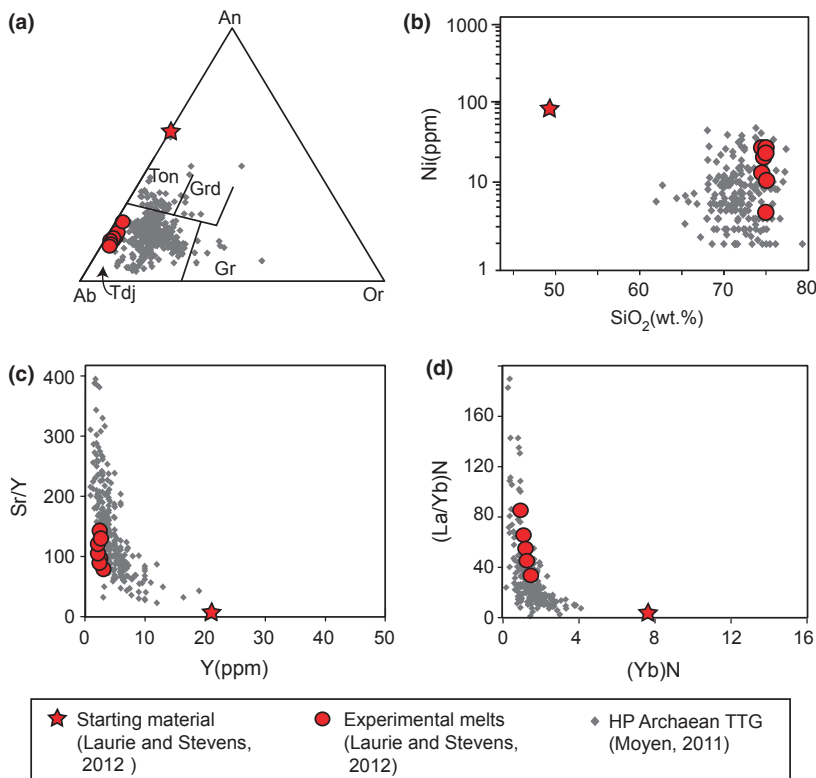 (a)
An
Ton
Grd
Gr
Ab
Tdj
Or
(b)
Ni(ppm)
1000
100
10
1
50
60
70
80
SiO2(wt.%)
(c)
Sr/Y
400
300
200
100
0
0
10
20
30
40
50
Y(ppm)
(d)
(La/Yb)N
160
120
80
40
0
0
4
8
12
16
(Yb)N
Starting material
(Laurie and Stevens,
2012 )
Experimental melts
(Laurie and Stevens,
2012)
HP Archaean TTG
(Moyen, 2011)